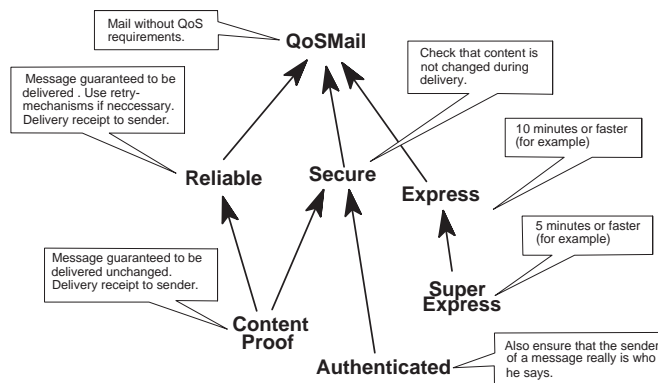 Mail without QoS
requirements.
QoSMail
Check that content is
not changed during
delivery.
Message guaranteed to be
delivered . Use retry-
mechanisms if neccessary.
Delivery receipt to sender.
10 minutes or faster
(for example)
Reliable
Secure
Express
5 minutes or faster
(for example)
Message guaranteed to be
delivered unchanged.
Delivery receipt to sender.
Super
Express
Content
Proof
Authenticated
Also ensure that the sender
of a message really is who
he says.